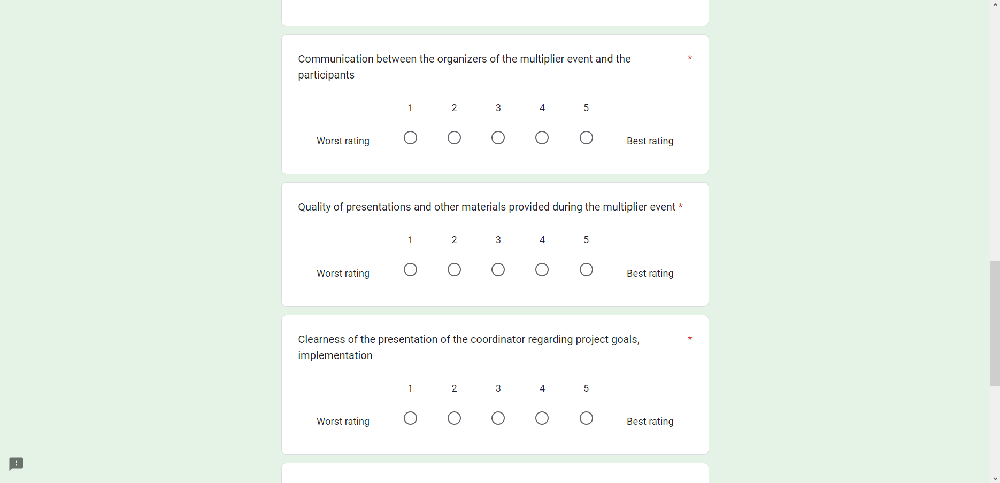 Communication between the organizers of the multiplier event and the *
participants
1 2 3 4 5
Worst rating Best rating
Quality of presentations and other materials provided during the multiplier event *
1 2 3 4 5
Worst rating Best rating
Clearness of the presentation of the coordinator regarding project goals, *
implementation
1 2 3 4 5
Worst rating Best rating